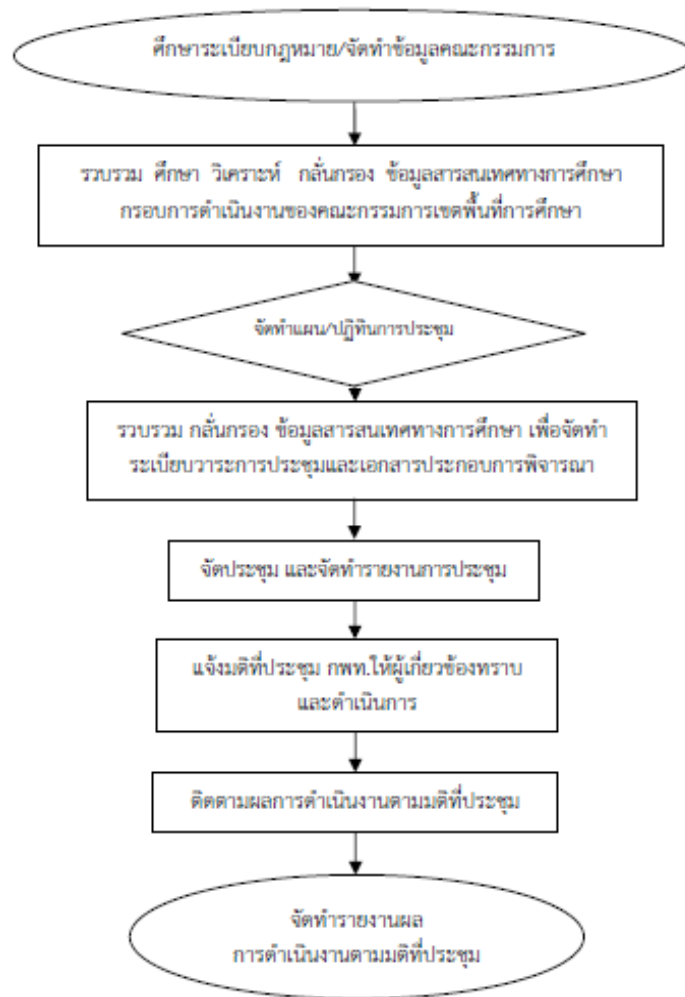 ศึกษาระเบียบกฎหมาย/จัดทำข้อมูลคณะกรรมการ
รวบรวม ศึกษา วิเคราะห์ กลั่นกรอง ข้อมูลสารสนเทศทางการศึกษา
กรอบการดำเนินงานของคณะกรรมการเขตพื้นที่การศึกษา
จัดทำแผน/ปฏิทินการประชุม
รวบรวม กลั่นกรอง ข้อมูลสารสนเทศทางการศึกษา เพื่อจัดทำ
ระเบียบวาระการประชุมและเอกสารประกอบการพิจารณา
จัดประชุม และจัดทำรายงานการประชุม
แจ้งมติที่ประชุม กพท.ให้ผู้เกี่ยวข้องทราบ
และดำเนินการ
ติดตามผลการดำเนินงานตามมติที่ประชุม
จัดทำรายงานผล
การดำเนินงานตามมติที่ประชุม